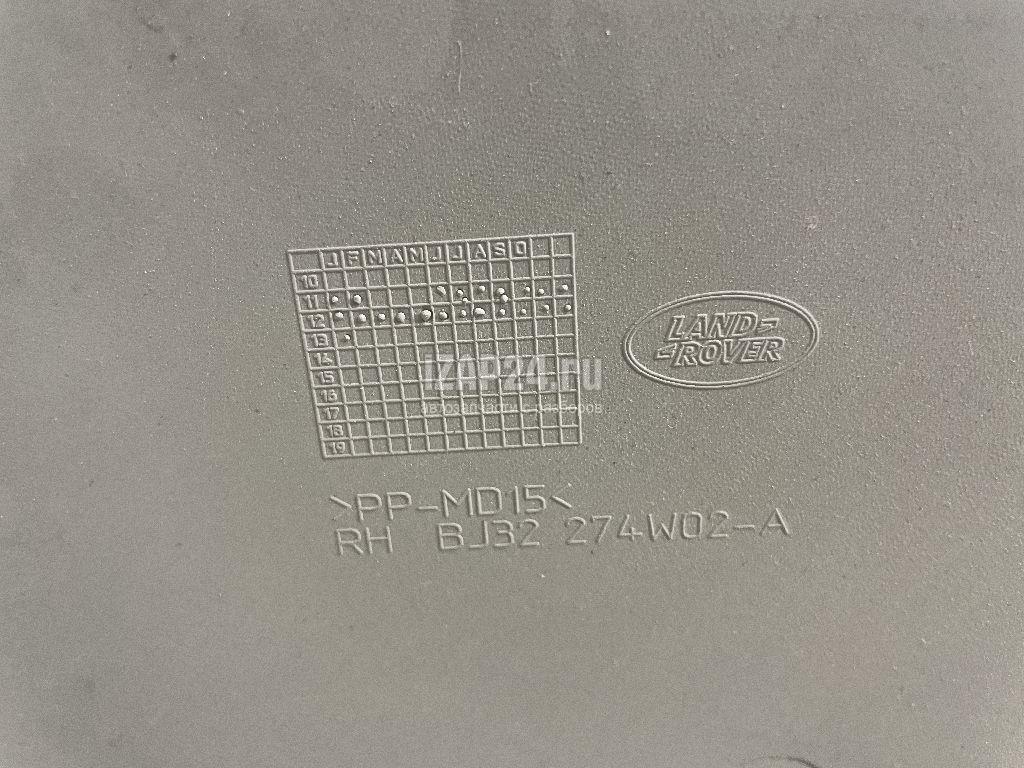 J F M A M J J A S O
10
11
12
13
14
15
16
17
18
19
LAND-
-ROVER
IZAP24.ru
>PP-MD15<
RH BJ32 274W02-A